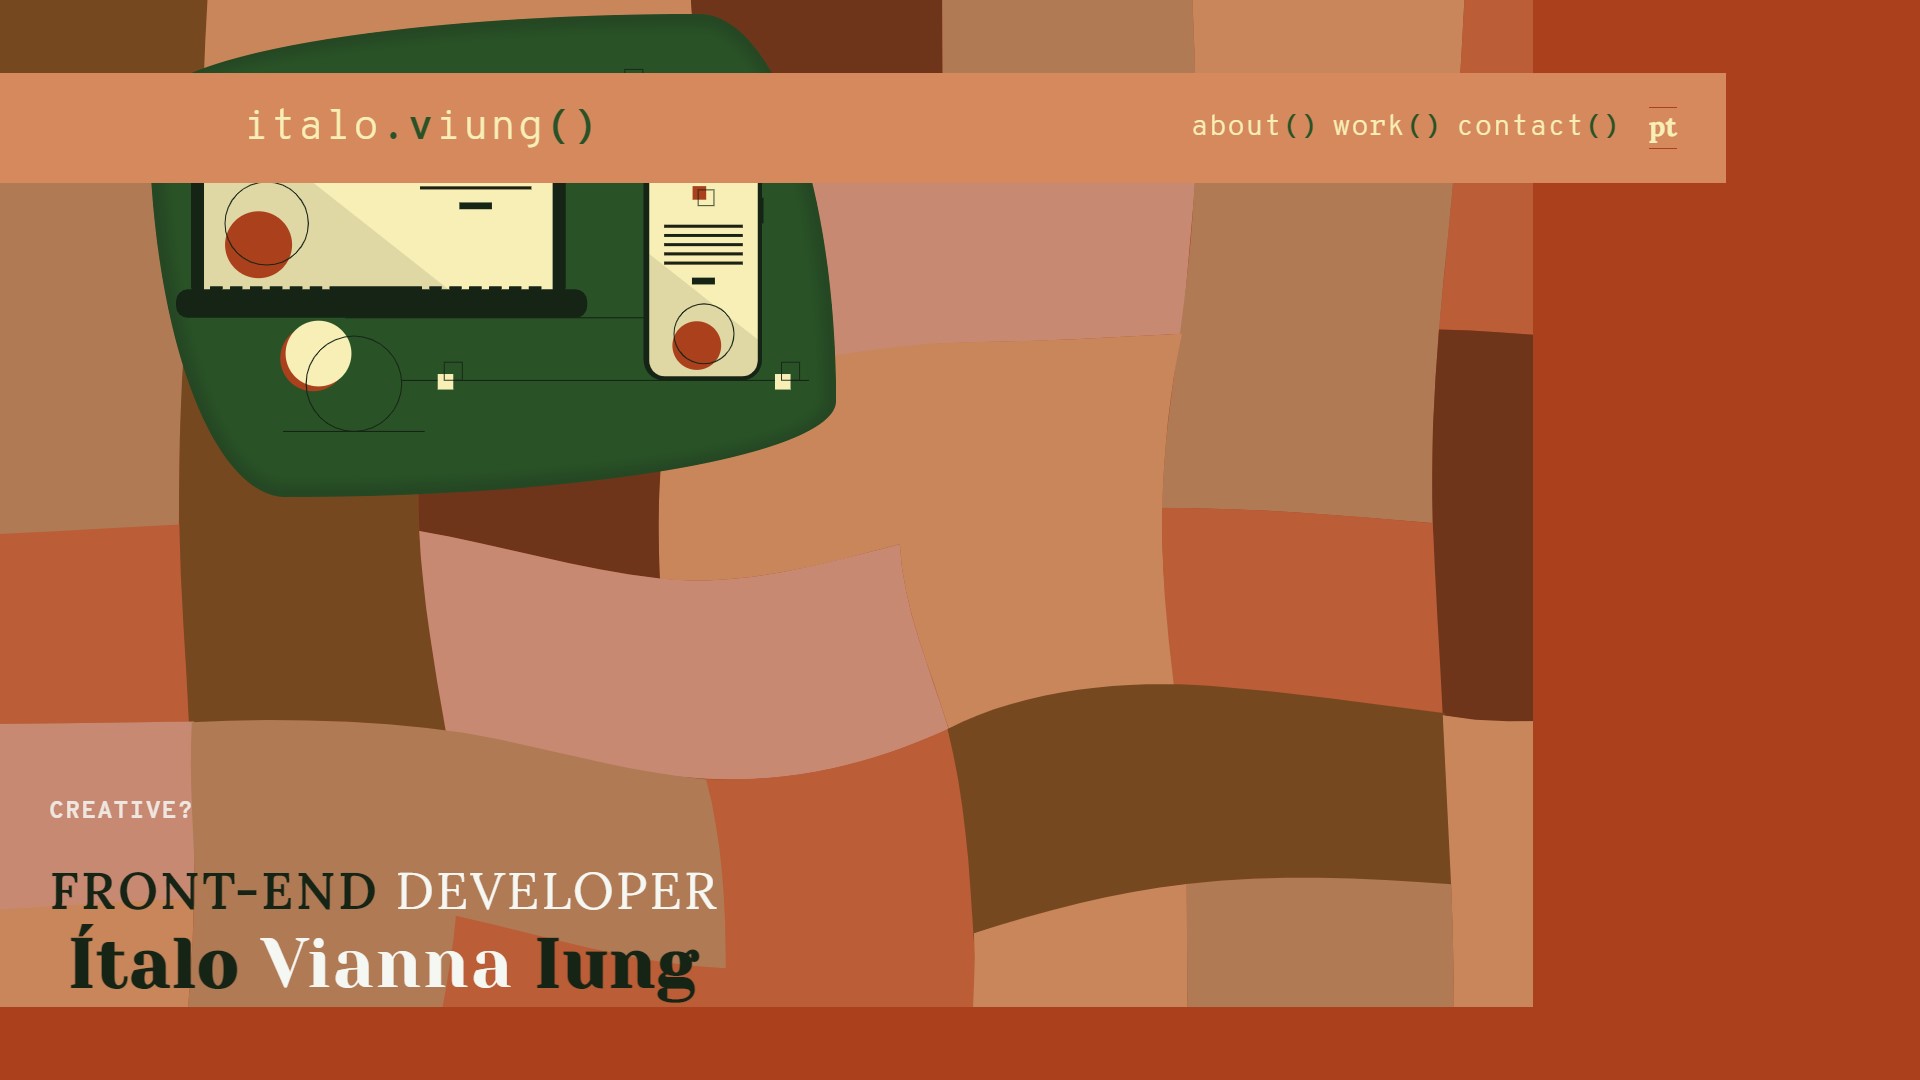 italo.viung()
about() work() contact() pt
CREATIVE?
FRONT-END DEVELOPER
Ítalo Vianna Iung